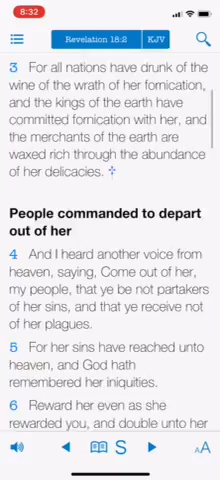 8:32
Revelation 18:2 KJV
3 For all nations have drunk of the
wine of the wrath of her fornication,
and the kings of the earth have
committed fornication with her, and
the merchants of the earth are
waxed rich through the abundance
of her delicacies.
People commanded to depart
out of her
4 And I heard another voice from
heaven, saying, Come out of her,
my people, that ye be not partakers
of her sins, and that ye receive not
of her plagues.
5 For her sins have reached unto
heaven, and God hath
remembered her iniquities.
6 Reward her even as she
rewarded you, and double unto her
S
AA